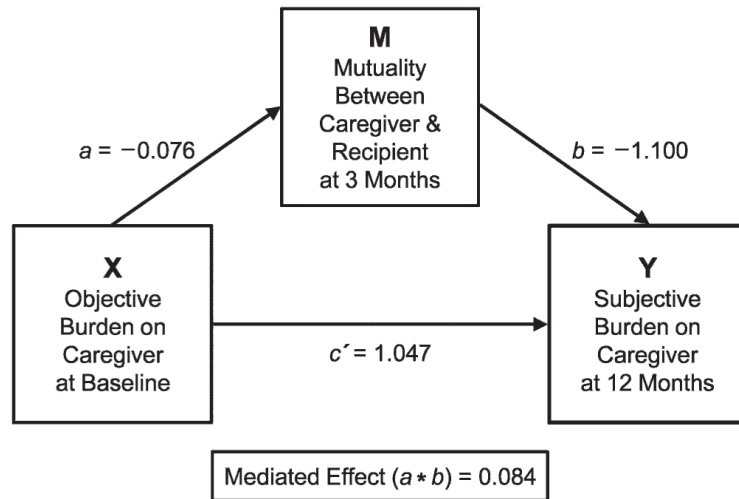 M
Mutuality
Between
Caregiver &
Recipient
at 3 Months
a = −0.076
b = −1.100
X
Objective
Burden on
Caregiver
at Baseline
Y
Subjective
Burden on
Caregiver
at 12 Months
c´ = 1.047
Mediated Effect (a * b) = 0.084